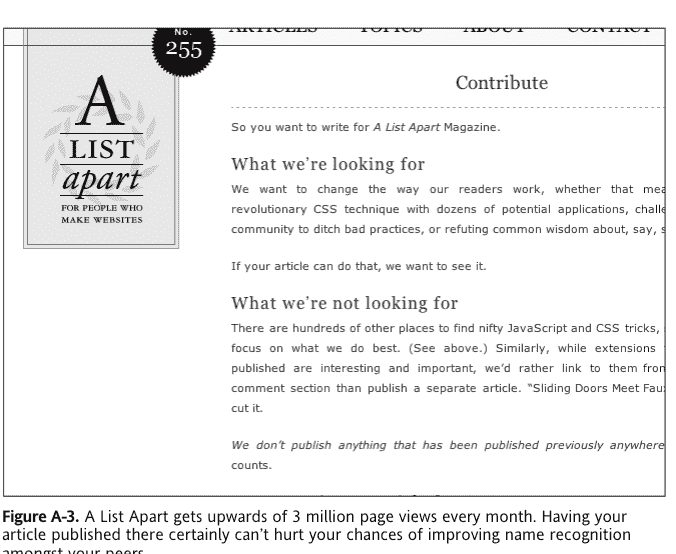 ARTICLES TOPICS ABOUT CONTACT
No.
255
A
LIST
apart
FOR PEOPLE WHO
MAKE WEBSITES
Contribute
So you want to write for A List Apart Magazine.
What we're looking for
We want to change the way our readers work, whether that mea
revolutionary CSS technique with dozens of potential applications, challe
community to ditch bad practices, or refuting common wisdom about, say, s
If your article can do that, we want to see it.
What we're not looking for
There are hundreds of other places to find nifty JavaScript and CSS tricks,
focus on what we do best. (See above.) Similarly, while extensions
published are interesting and important, we'd rather link to them from
comment section than publish a separate article. "Sliding Doors Meet Fau
cut it.
We don't publish anything that has been published previously anywhere
counts.
Figure A-3. A List Apart gets upwards of 3 million page views every month. Having your
article published there certainly can't hurt your chances of improving name recognition
amongst your peers.